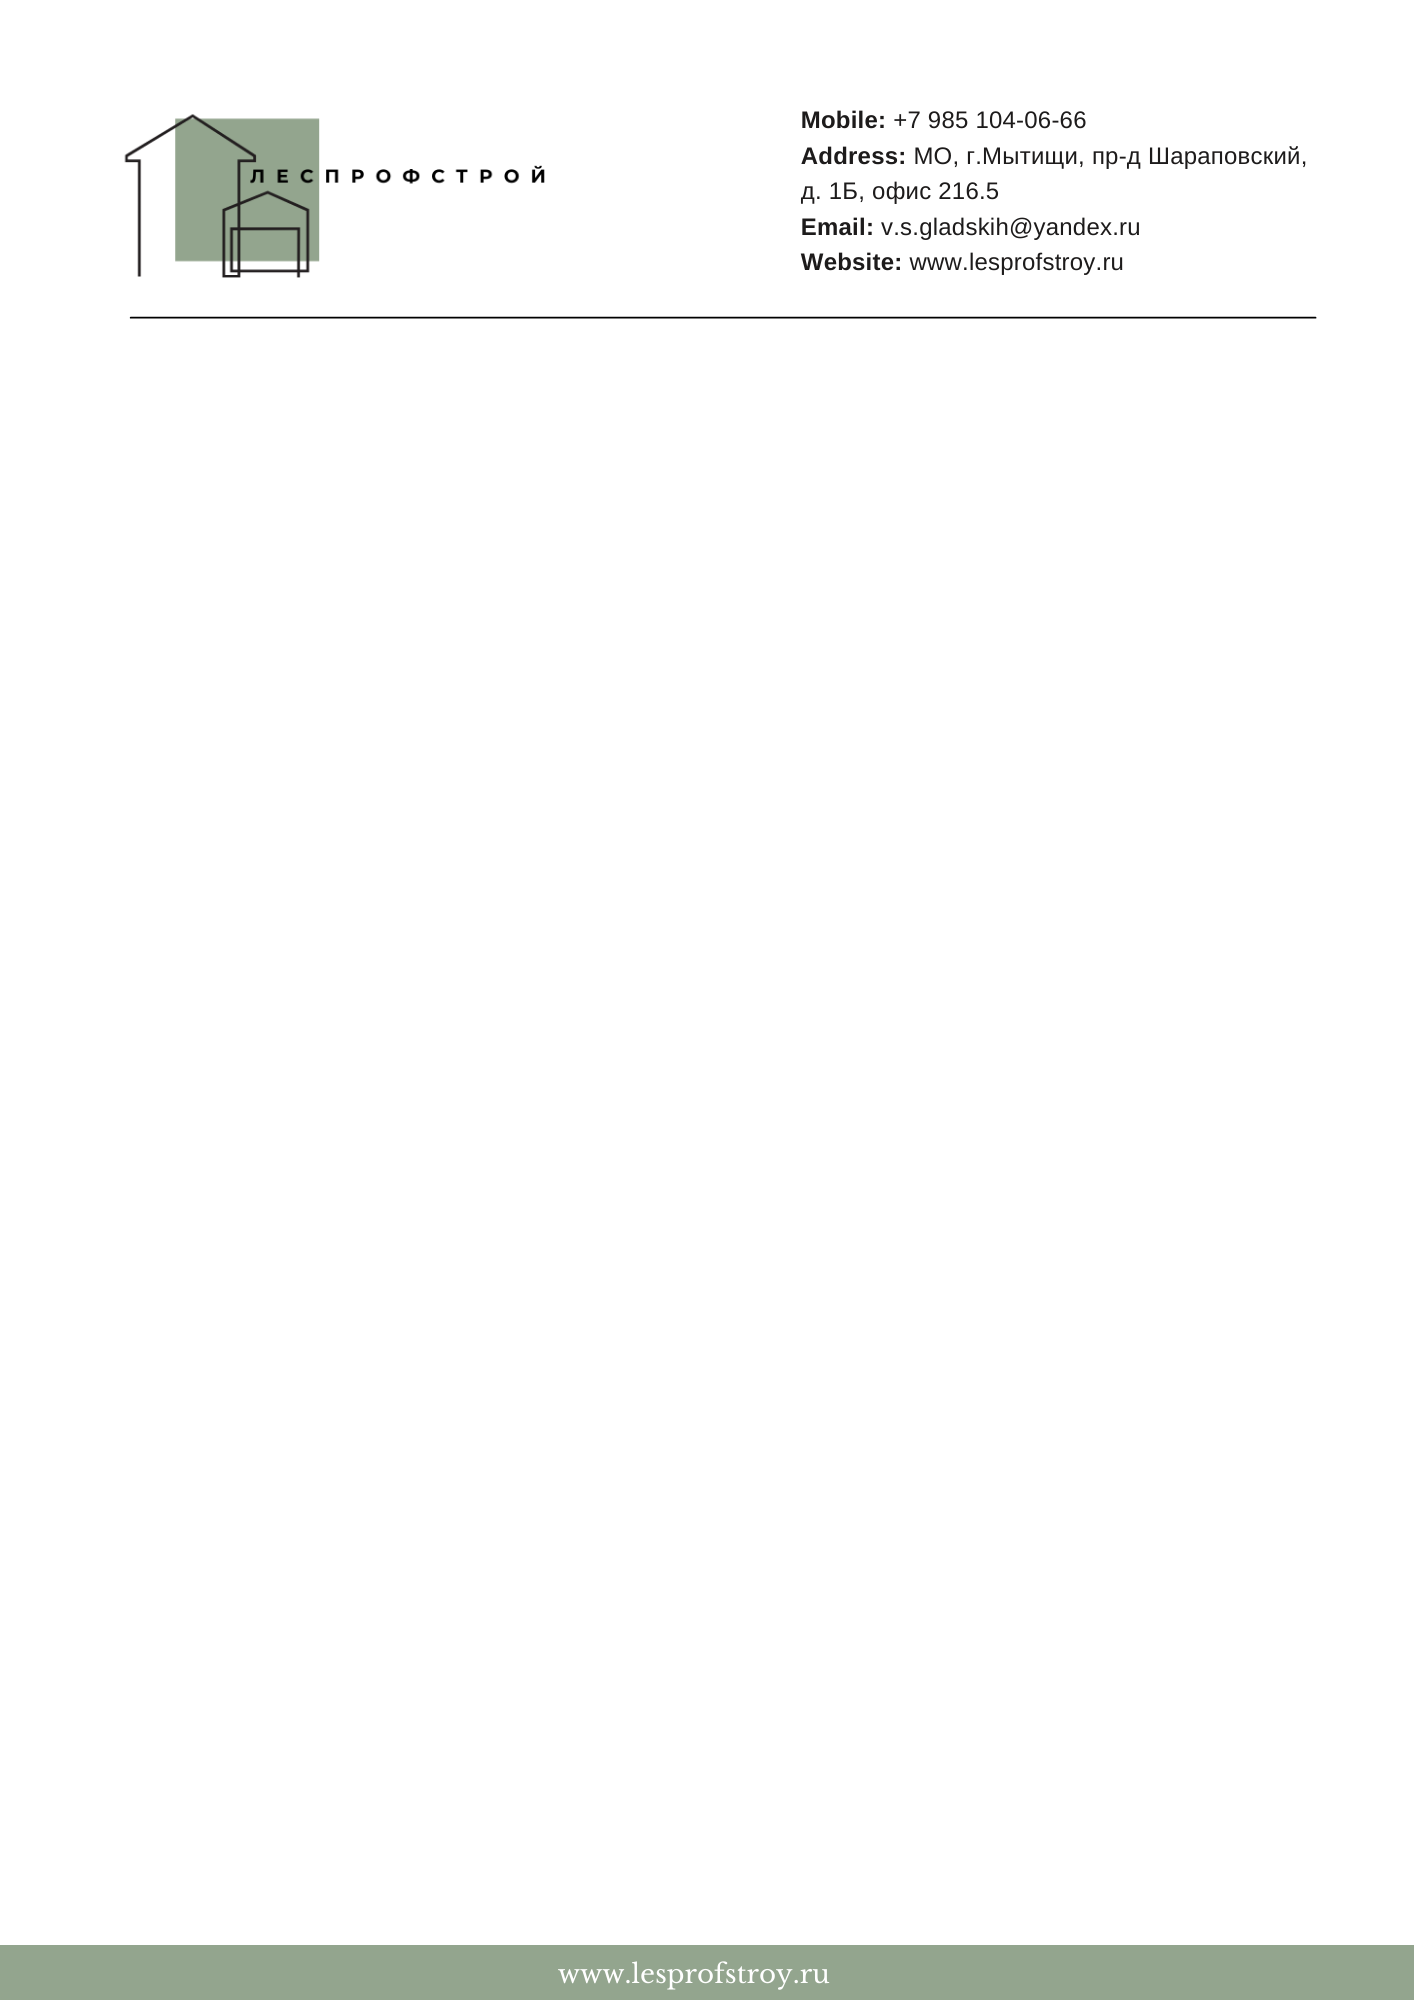 ЛЕСПРОФСТРОЙ
Mobile: +7 985 104-06-66
Address: МО, г.Мытищи, пр-д Шараповский,
д. 1Б, офис 216.5
Email: v.s.gladskih@yandex.ru
Website: www.lesprofstroy.ru
www.lesprofstroy.ru